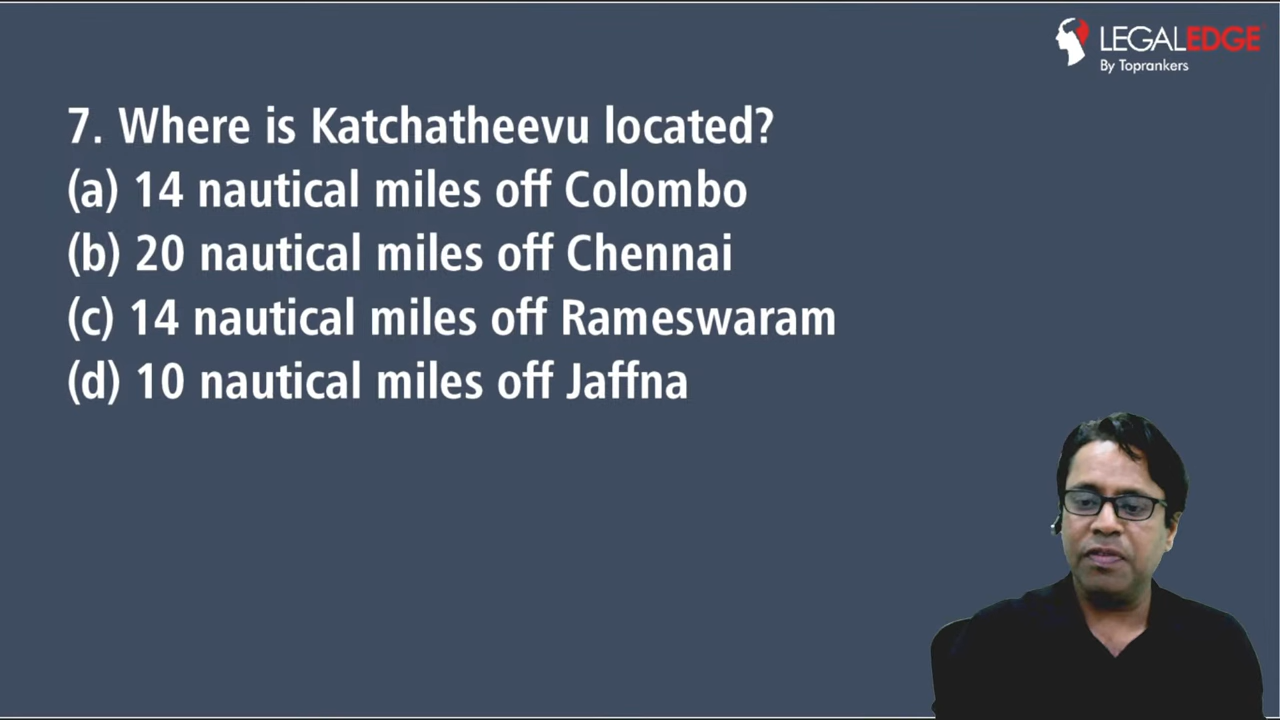 LEGALEDGE
By Toprankers
7. Where is Katchatheevu located?
(a) 14 nautical miles off Colombo
(b) 20 nautical miles off Chennai
(c) 14 nautical miles off Rameswaram
(d) 10 nautical miles off Jaffna